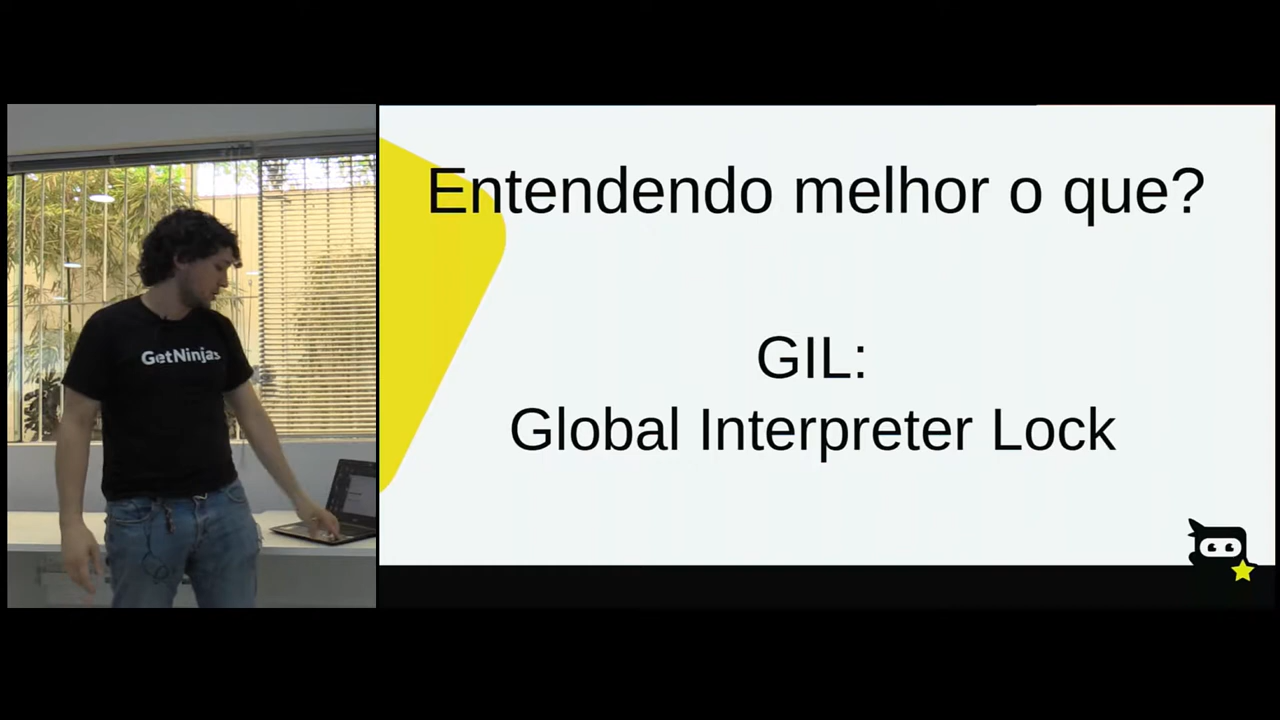 GetNinjas
Entendendo melhor o que?
GIL:
Global Interpreter Lock